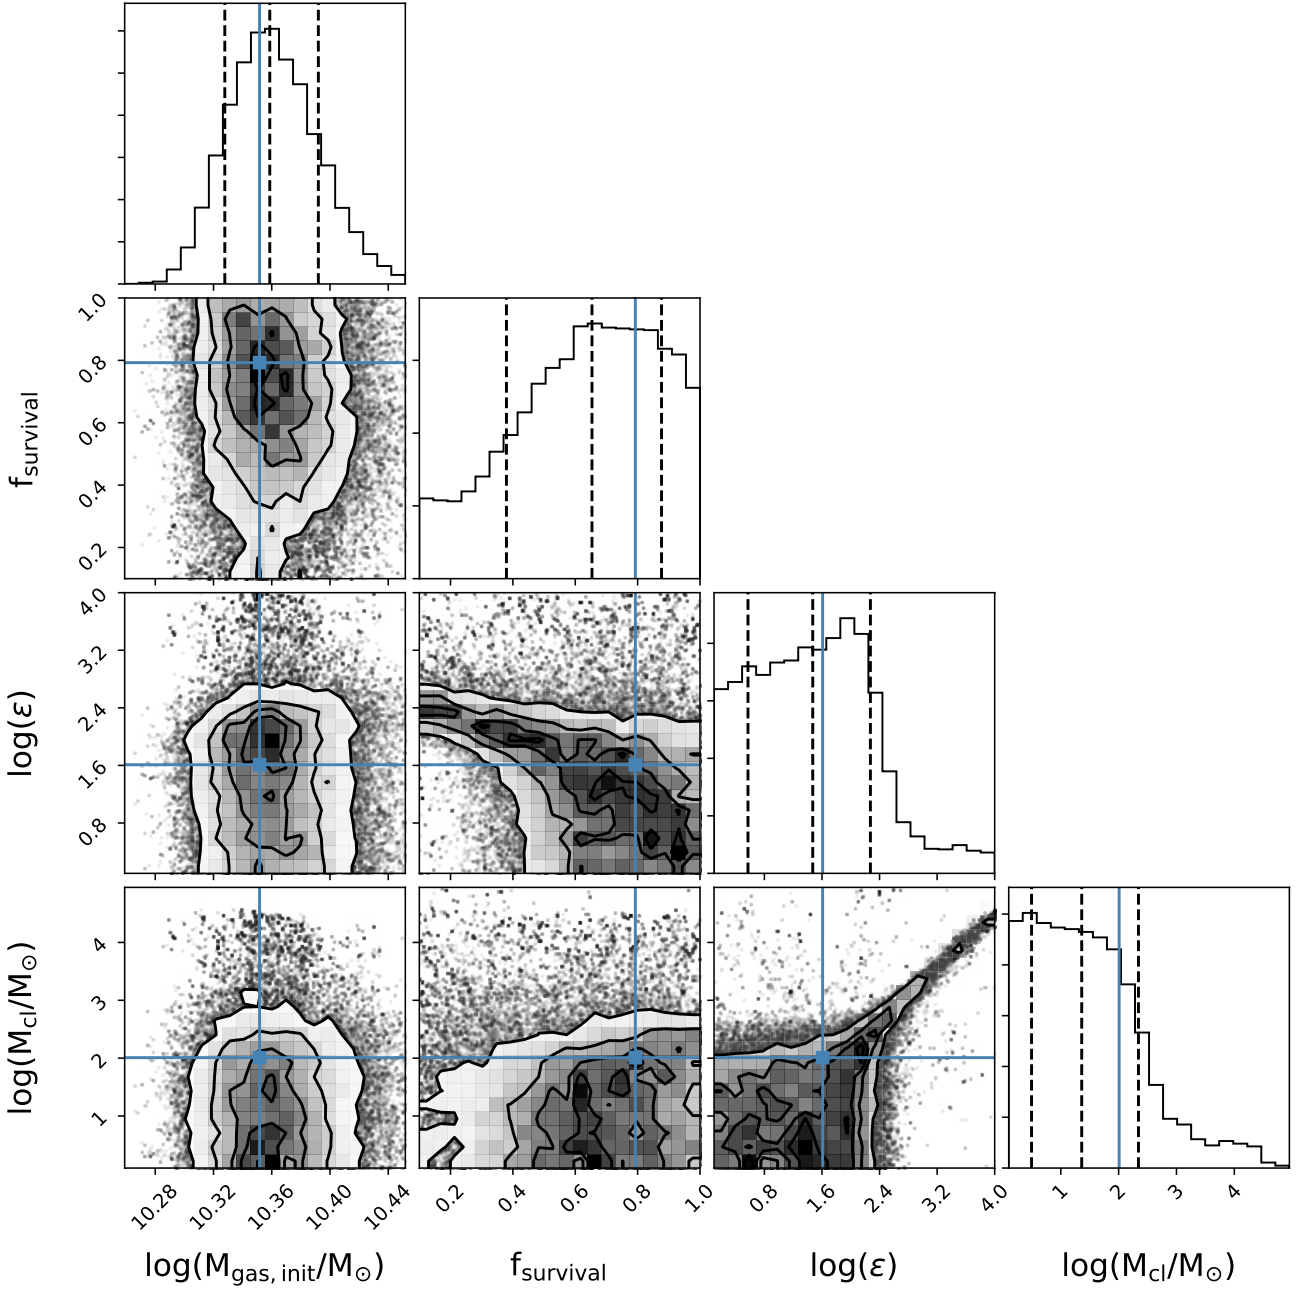 1.0
0.8
0.6
0.4
0.2
f_survival
4.0
3.2
2.4
1.6
0.8
log(ε)
4
3
2
1
log(M_cl/M_⊙)
10.28 10.32 10.36 10.40 10.44
0.2 0.4 0.6 0.8 1.0
0.8 1.6 2.4 3.2 4.0
1 2 3 4
log(M_gas, init/M_⊙)
f_survival
log(ε)
log(M_cl/M_⊙)